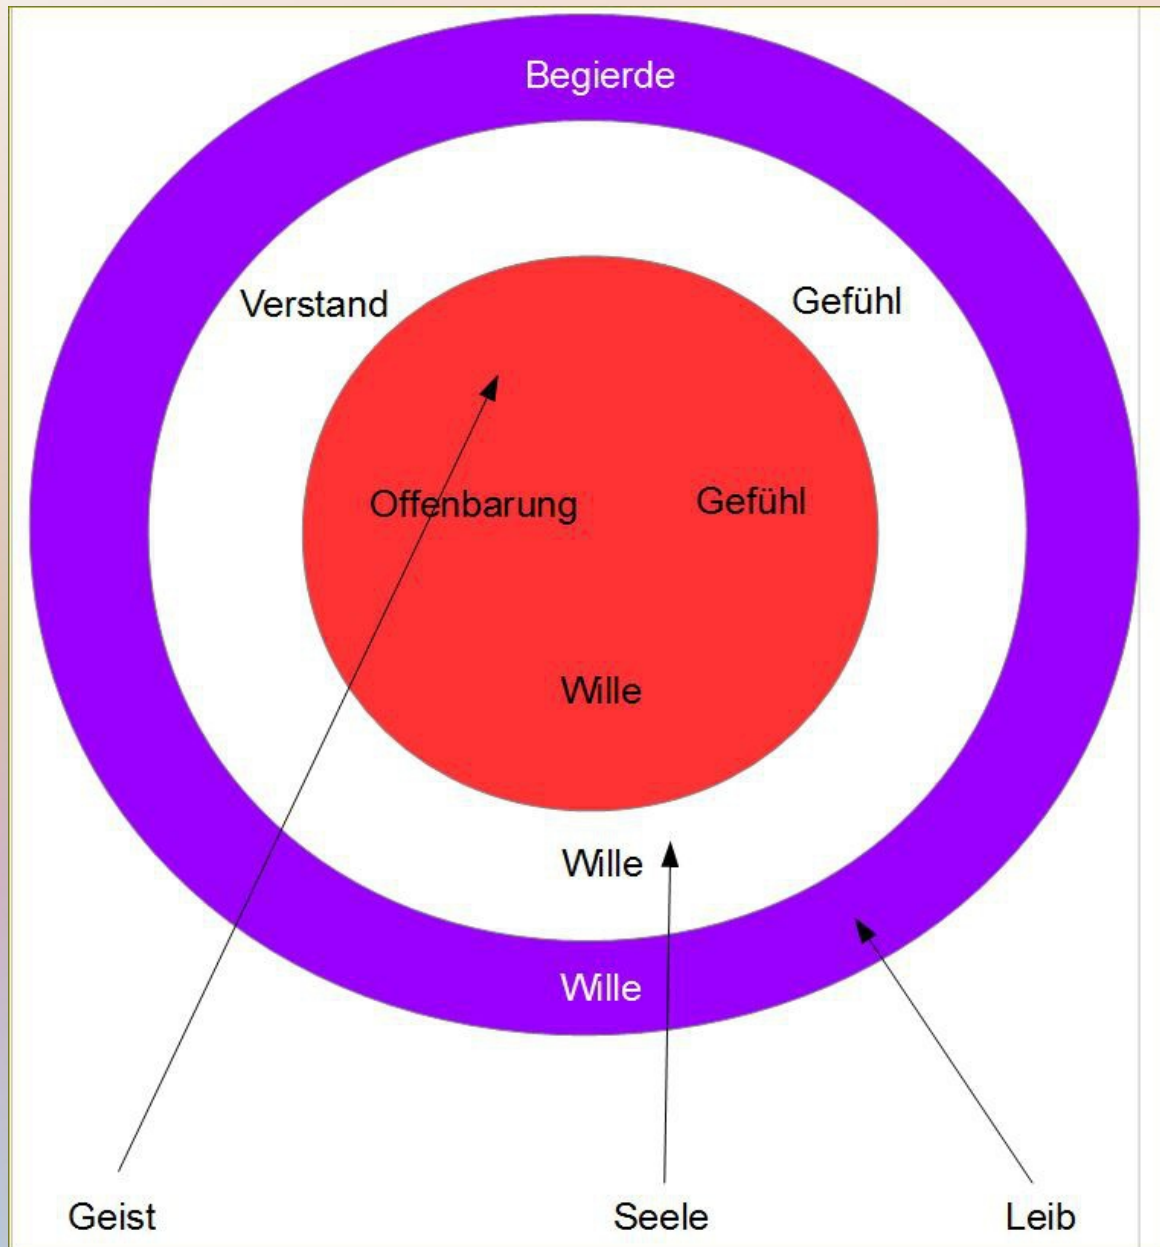 Begierde
Verstand Gefühl
Offenbarung Gefühl
Wille
Wille
Wille
Geist Seele Leib